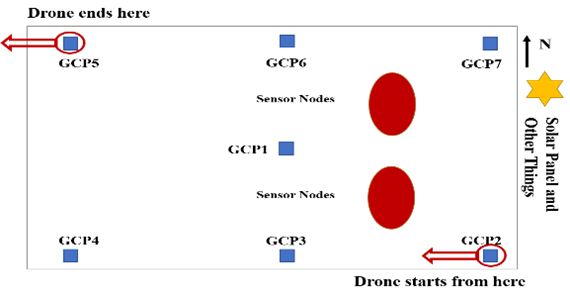 Drone ends here
N
GCP5
GCP6
GCP7
Sensor Nodes
Solar Panel and
Other Things
GCP1
Sensor Nodes
GCP4
GCP3
GCP2
Drone starts from here